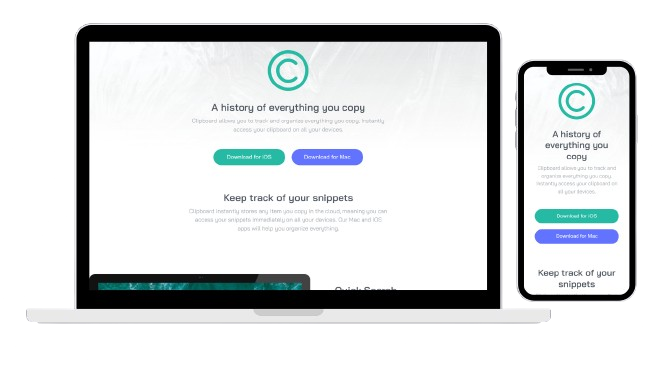 C
A history of everything you copy
Clipboard allows you to track and organize everything you copy. Instantly
access your clipboard on all your devices.
Download for iOS
Download for Mac
Keep track of your snippets
Clipboard instantly stores any item you copy in the cloud, meaning you can
access your snippets immediately on all your devices. Our Mac and iOS
apps will help you organize everything.
Quick Search
C
A history of
everything you
copy
Clipboard allows you to track and
organize everything you copy.
Instantly access your clipboard on
all your devices.
Download for iOS
Download for Mac
Keep track of your
snippets